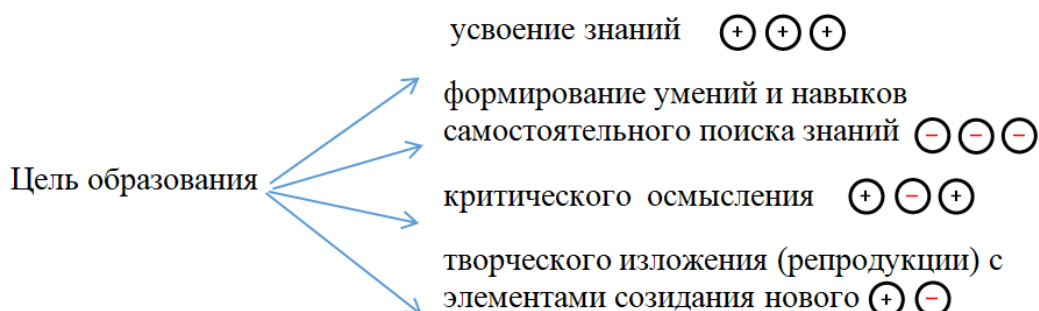 усвоение знаний + + +
формирование умений и навыков
самостоятельного поиска знаний − − −
Цель образования
критического осмысления + − +
творческого изложения (репродукции) с
элементами созидания нового + −